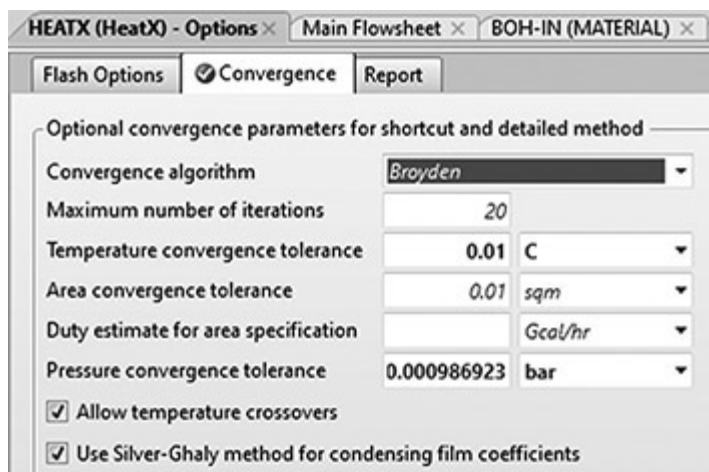 HEATX (HeatX) - Options × Main Flowsheet × BOH-IN (MATERIAL) ×
Flash Options Convergence Report
Optional convergence parameters for shortcut and detailed method
Convergence algorithm Broyden
Maximum number of iterations 20
Temperature convergence tolerance 0.01 C
Area convergence tolerance 0.01 sqm
Duty estimate for area specification Gcal/hr
Pressure convergence tolerance 0.000986923 bar
Allow temperature crossovers
Use Silver-Ghaly method for condensing film coefficients